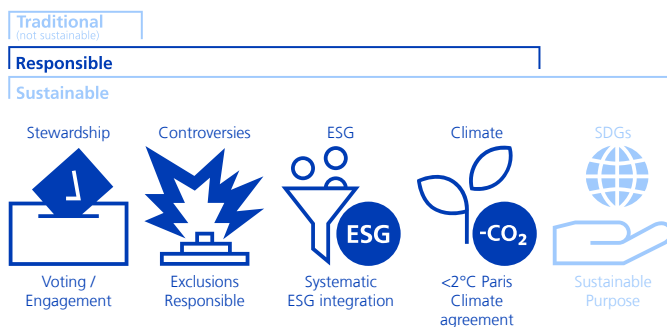 Traditional
(not sustainable)
Responsible
Sustainable
Stewardship
Controversies
ESG
Climate
SDGs
ESG
-CO₂
Voting /
Engagement
Exclusions
Responsible
Systematic
ESG integration
<2°C Paris
Climate
agreement
Sustainable
Purpose